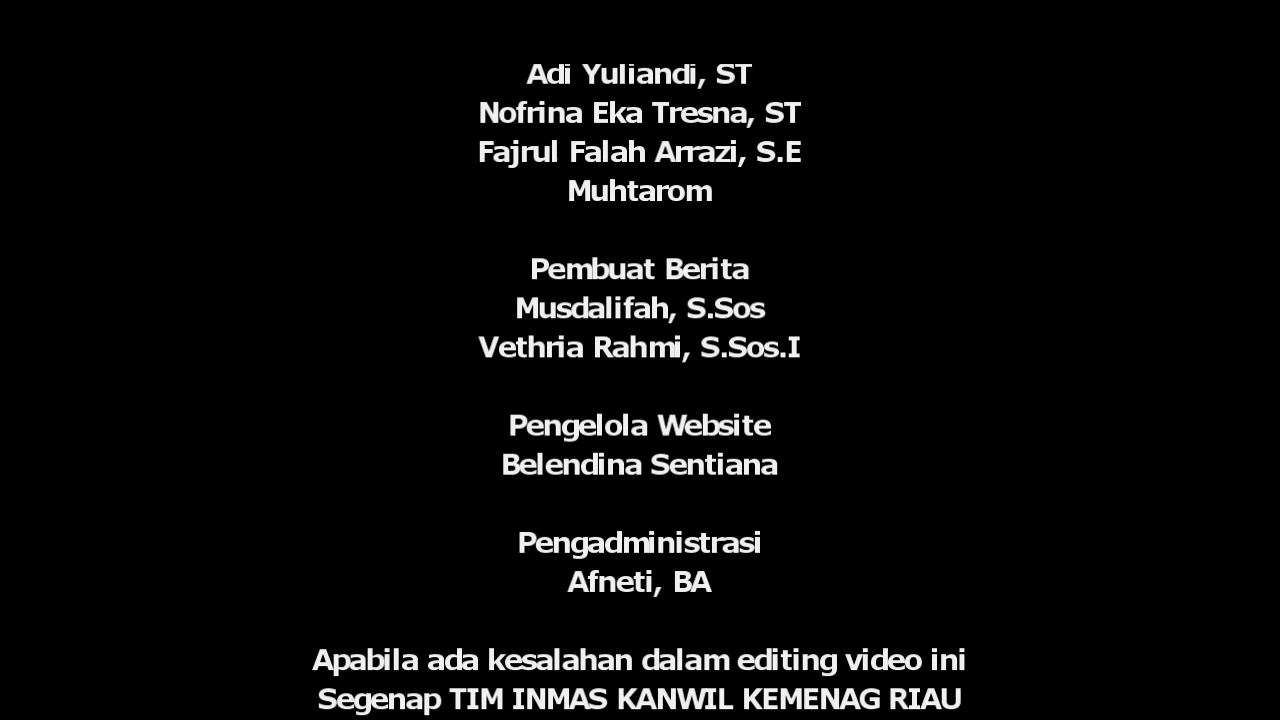 Adi Yuliandi, ST
Nofrina Eka Tresna, ST
Fajrul Falah Arrazi, S.E
Muhtarom
Pembuat Berita
Musdalifah, S.Sos
Vethria Rahmi, S.Sos.I
Pengelola Website
Belendina Sentiana
Pengadministrasi
Afneti, BA
Apabila ada kesalahan dalam editing video ini
Segenap TIM INMAS KANWIL KEMENAG RIAU